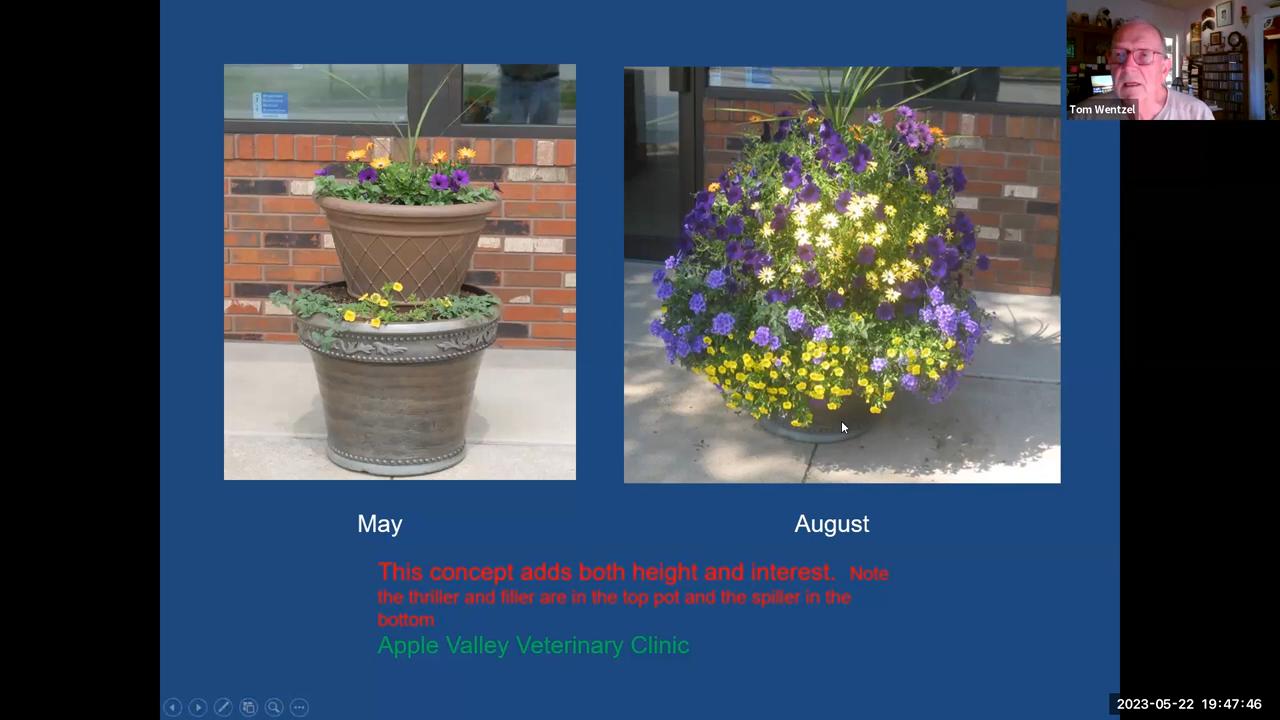 Tom Wentzel
May
August
This concept adds both height and interest. Note
the thriller and filler are in the top pot and the spiller in the
bottom
Apple Valley Veterinary Clinic
2023-05-22 19:47:46